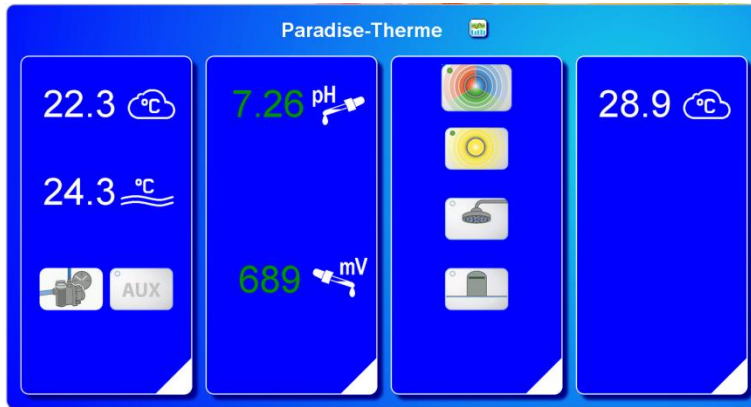 Paradise-Therme
22.3 °C
24.3 °C
AUX
7.26 pH
689 mV
28.9 °C